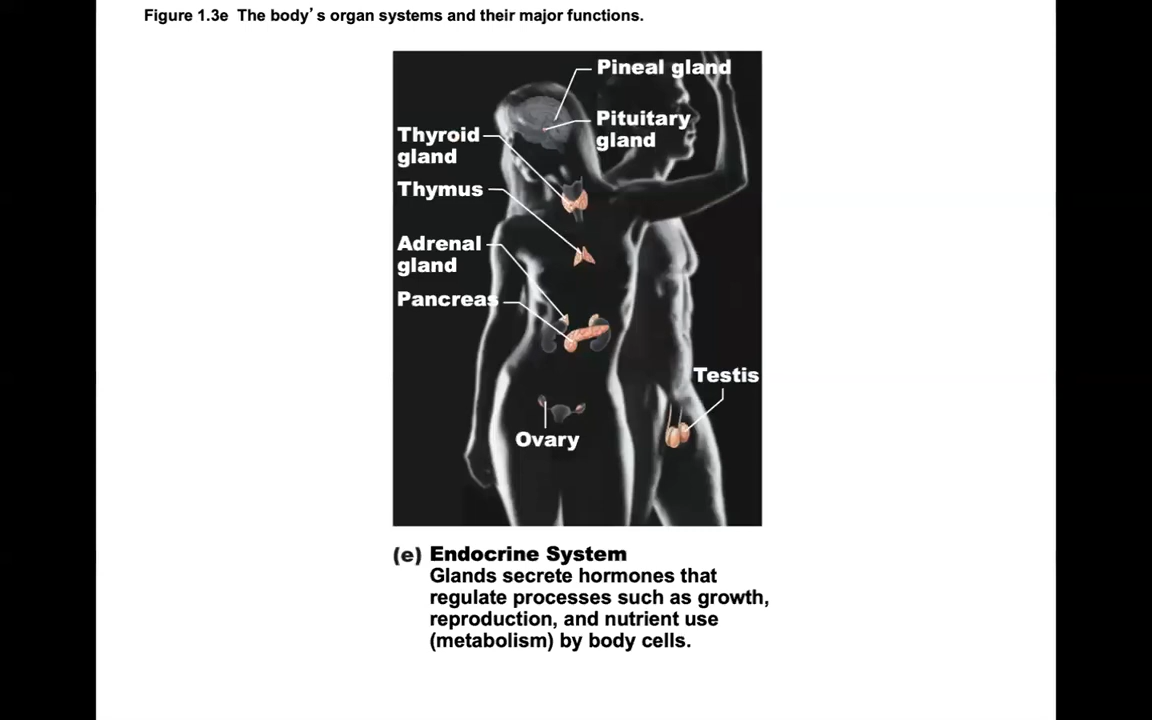 Figure 1.3e The body’s organ systems and their major functions.
Pineal gland
Pituitary
gland
Thyroid
gland
Thymus
Adrenal
gland
Pancreas
Testis
Ovary
(e) Endocrine System
Glands secrete hormones that
regulate processes such as growth,
reproduction, and nutrient use
(metabolism) by body cells.